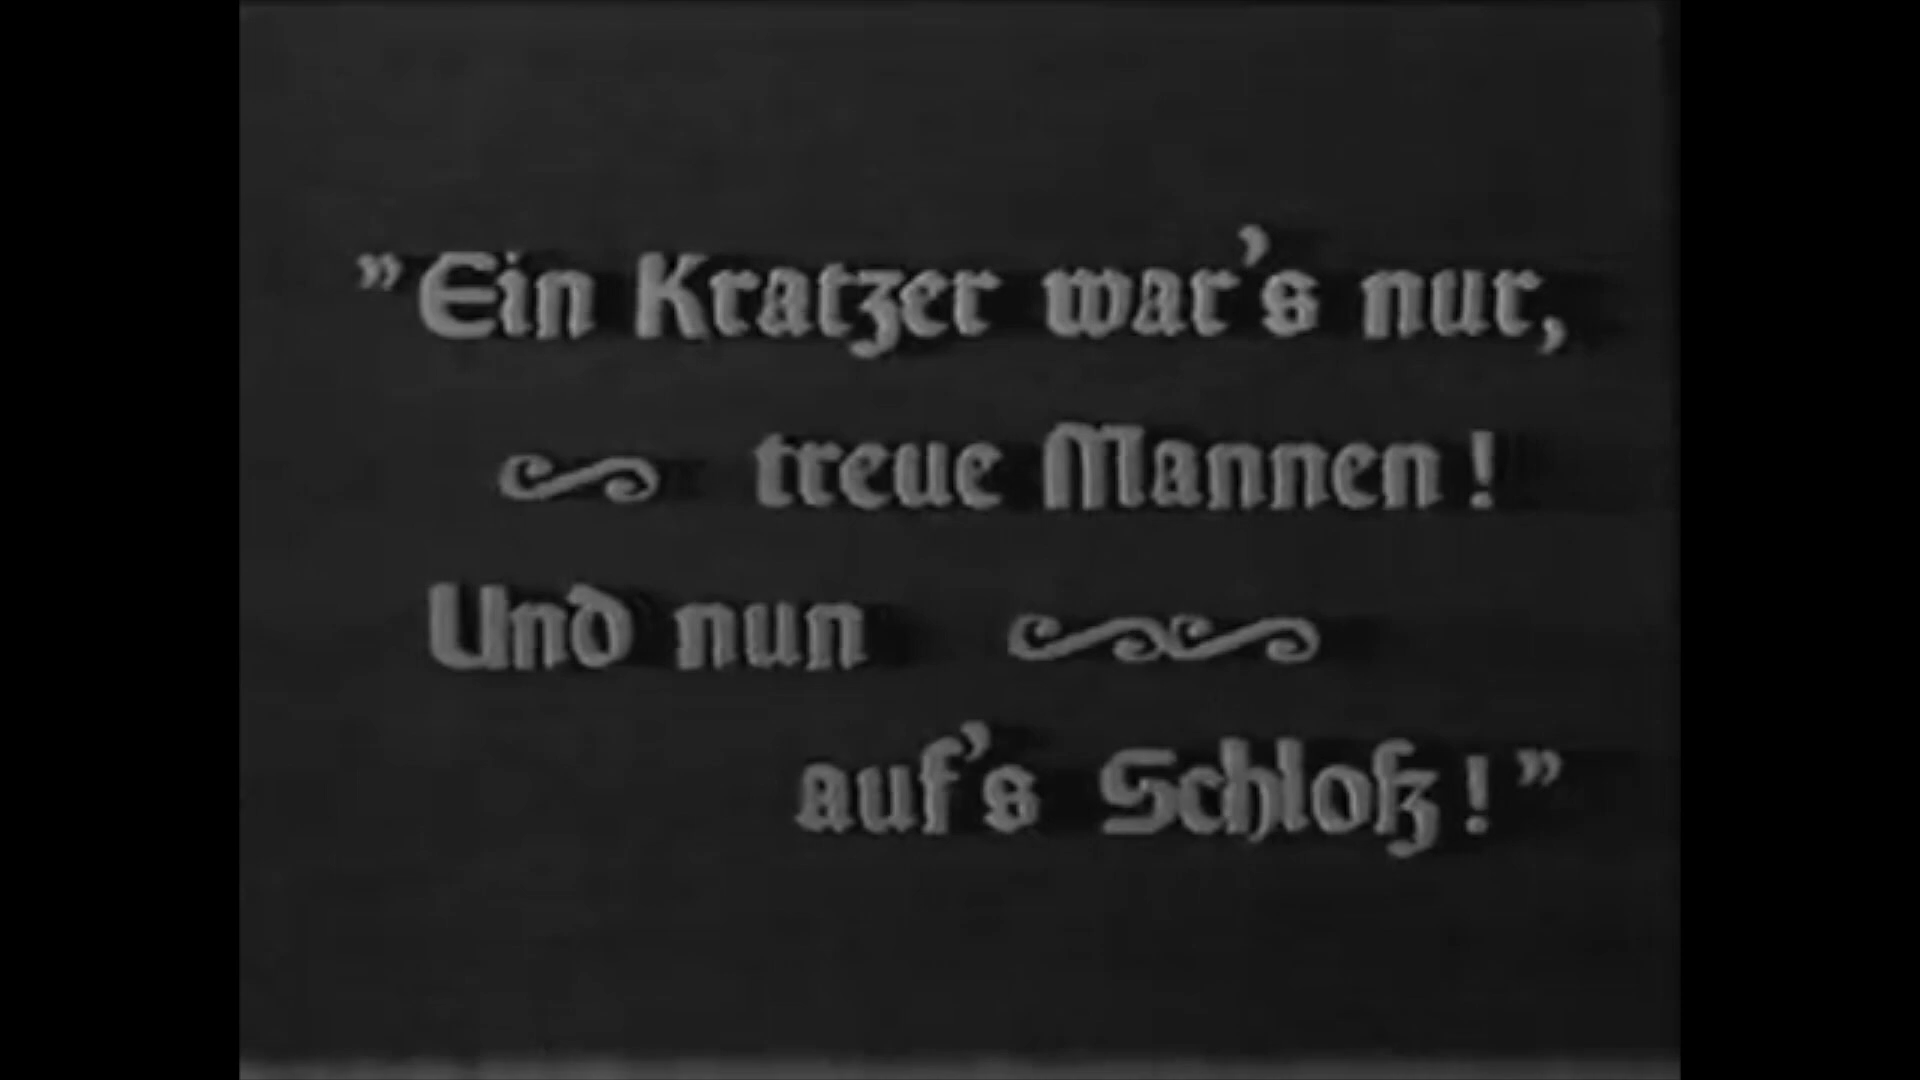 ”Ein Kratzer war’s nur,
treue Mannen!
Und nun
auf’s Schloß!”